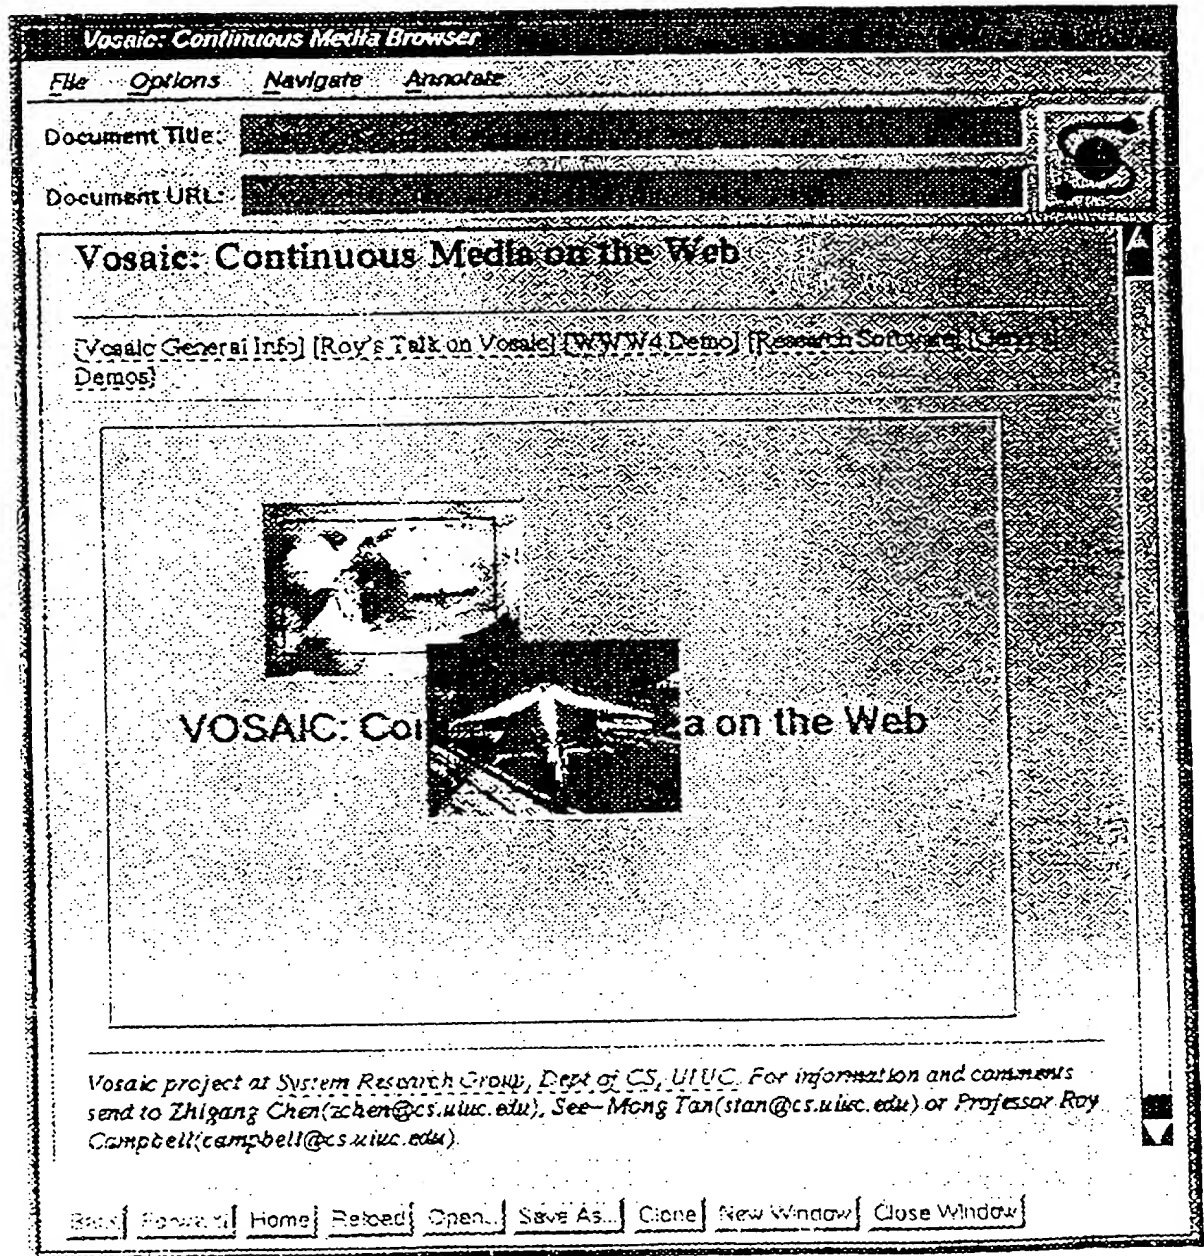 Vosaic: Continuous Media Browser
File Options Navigate Annotate
Document Title:
Document URL:
Vosaic: Continuous Media on the Web
[Vosaic General Info] [Roy's Talk on Vosaic] [WWW4 Demo] [Research Software] [General
Demos]
VOSAIC: Con a on the Web
Vosaic project at System Research Group, Dept of CS, UIUC. For information and comments
send to Zhigang Chen(zchen@cs.uiuc.edu), See-Mong Tan(stan@cs.uiuc.edu) or Professor Roy
Campbell(campbell@cs.uiuc.edu).
Back Forward Home Reload Open... Save As... Clone New Window Close Window